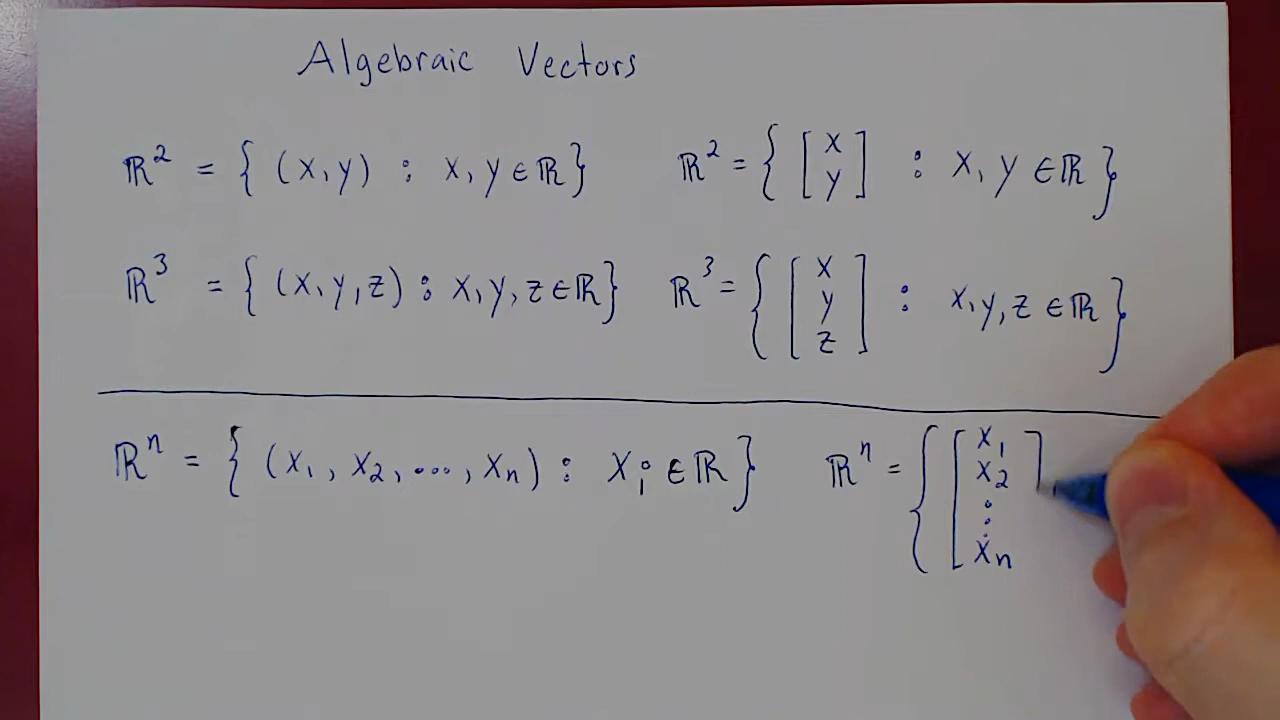 Algebraic Vectors
ℝ² = { (x, y) : x, y ∈ ℝ } ℝ² = { [ x y ] : x, y ∈ ℝ }
ℝ³ = { (x, y, z) : x, y, z ∈ ℝ } ℝ³ = { [ x y z ] : x, y, z ∈ ℝ }
ℝⁿ = { (x₁, x₂, ..., xₙ) : xᵢ ∈ ℝ } ℝⁿ = { [ x₁ x₂ ⋮ xₙ ]